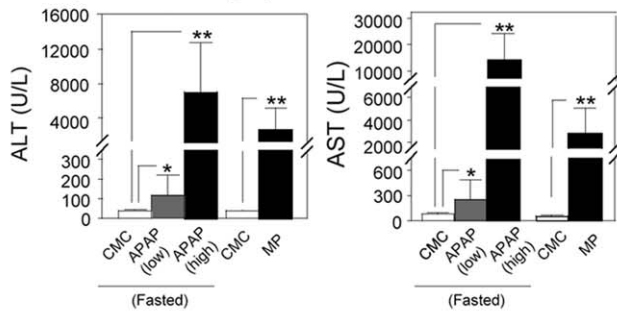 16000
12000
8000
4000
300
200
100
0
ALT (U/L)
**
*
**
CMC
APAP
(low)
APAP
(high)
CMC
MP
(Fasted)
30000
20000
10000
6000
4000
2000
600
300
0
AST (U/L)
**
*
**
CMC
APAP
(low)
APAP
(high)
CMC
MP
(Fasted)